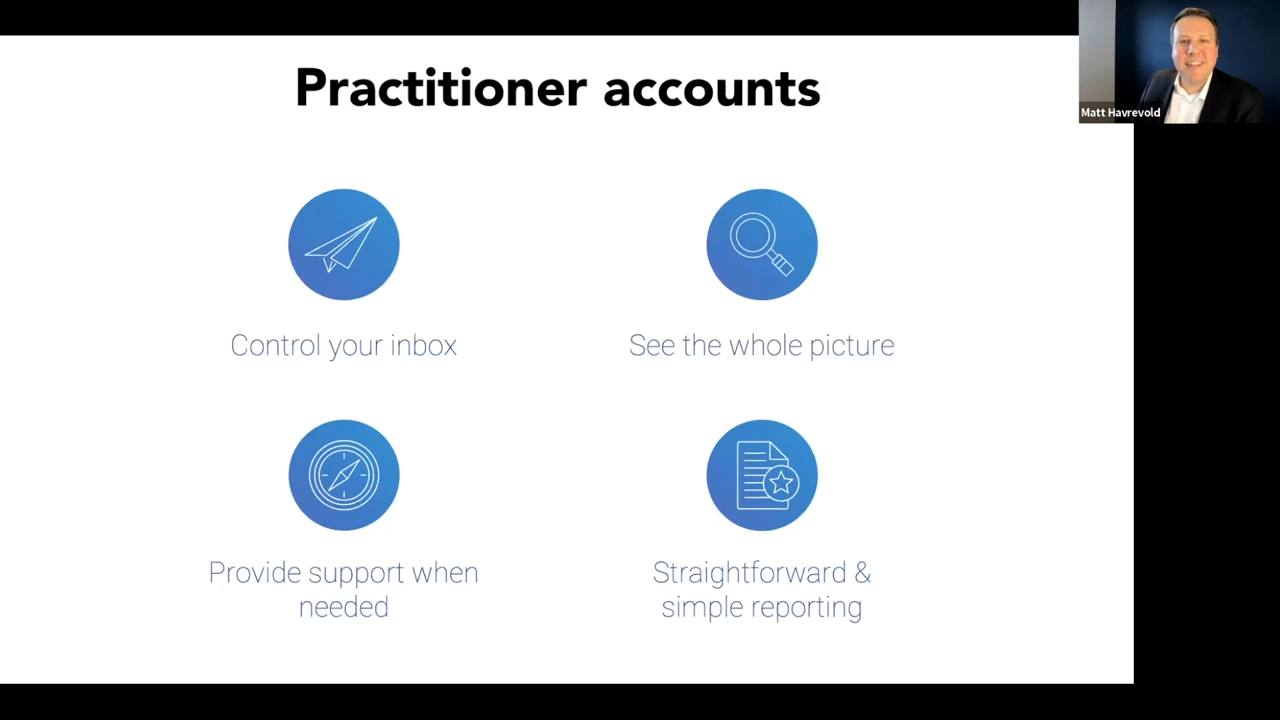 Practitioner accounts
Matt Havrevold
Control your inbox
See the whole picture
Provide support when
needed
Straightforward &
simple reporting